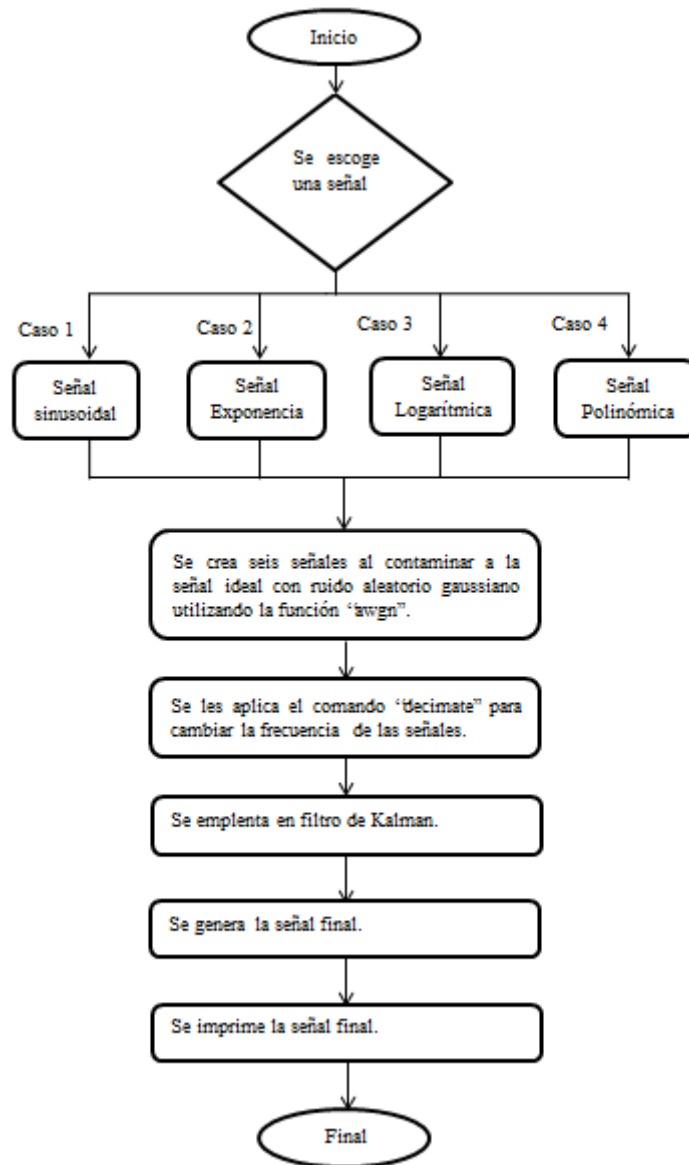 Inicio
Se escoge
una señal
Caso 1
Caso 2
Caso 3
Caso 4
Señal
sinusoidal
Señal
Exponencia
Señal
Logarítmica
Señal
Polinómica
Se crea seis señales al contaminar a la
señal ideal con ruido aleatorio gaussiano
utilizando la función “awgn”.
Se les aplica el comando “decimate” para
cambiar la frecuencia de las señales.
Se emplenta en filtro de Kalman.
Se genera la señal final.
Se imprime la señal final.
Final